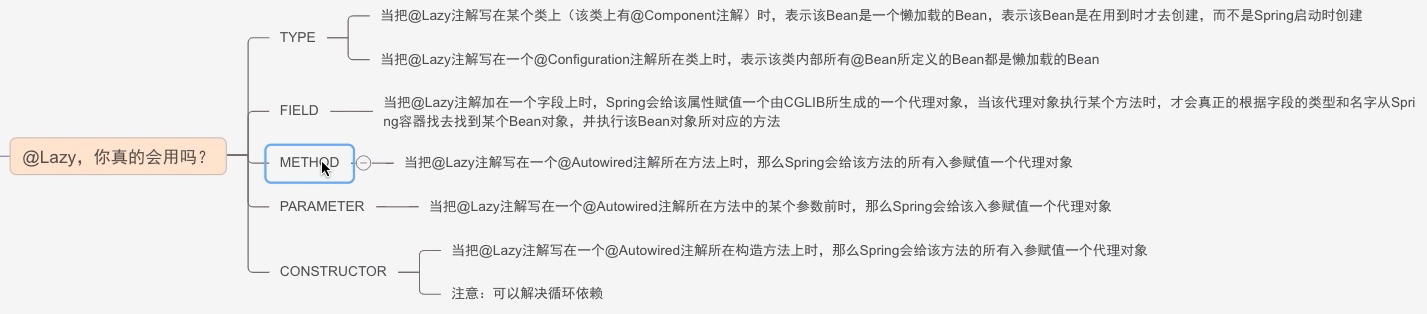 @Lazy，你真的会用吗？
TYPE
当把@Lazy注解写在某个类上（该类上有@Component注解）时，表示该Bean是一个懒加载的Bean，表示该Bean是在用到时才去创建，而不是Spring启动时创建
当把@Lazy注解写在一个@Configuration注解所在类上时，表示该类内部所有@Bean所定义的Bean都是懒加载的Bean
FIELD
当把@Lazy注解加在一个字段上时，Spring会给该属性赋值一个由CGLIB所生成的一个代理对象，当该代理对象执行某个方法时，才会真正的根据字段的类型和名字从Spri
ng容器找去找到某个Bean对象，并执行该Bean对象所对应的方法
METHOD
当把@Lazy注解写在一个@Autowired注解所在方法上时，那么Spring会给该方法的所有入参赋值一个代理对象
PARAMETER
当把@Lazy注解写在一个@Autowired注解所在方法中的某个参数前时，那么Spring会给该入参赋值一个代理对象
CONSTRUCTOR
当把@Lazy注解写在一个@Autowired注解所在构造方法上时，那么Spring会给该方法的所有入参赋值一个代理对象
注意：可以解决循环依赖